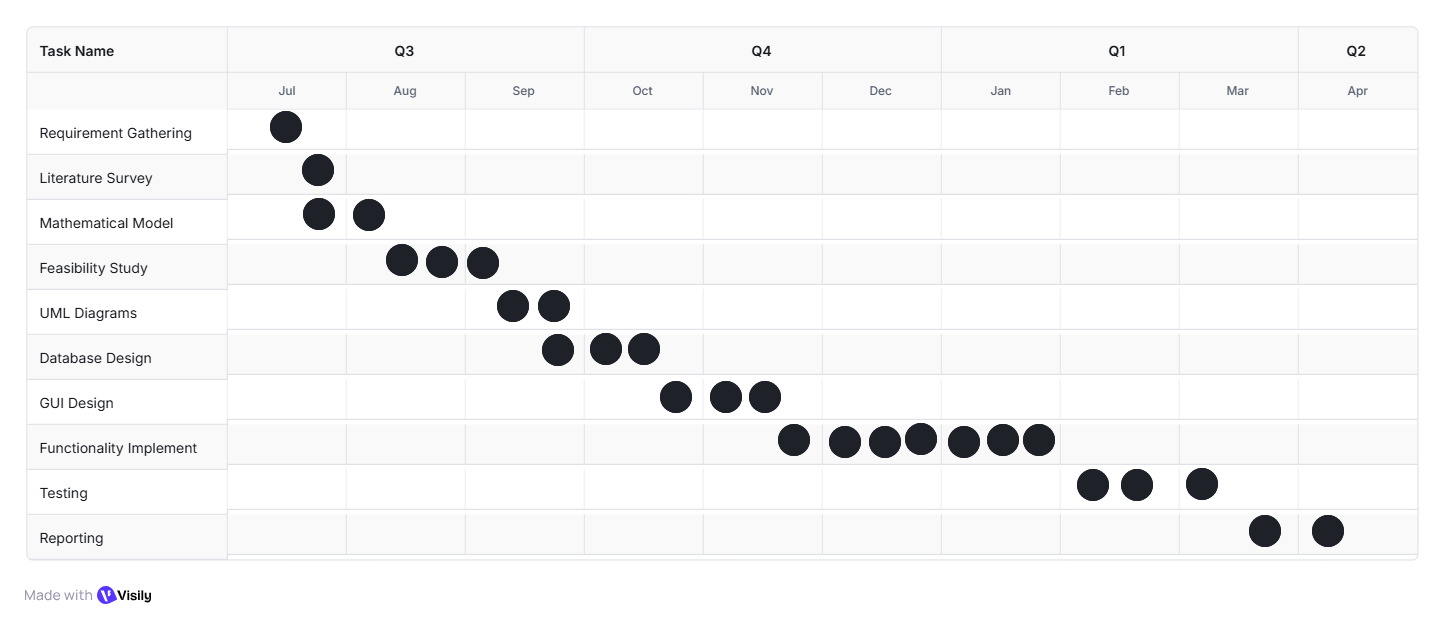 Task Name Q3 Q4 Q1 Q2
Jul Aug Sep Oct Nov Dec Jan Feb Mar Apr
Requirement Gathering
Literature Survey
Mathematical Model
Feasibility Study
UML Diagrams
Database Design
GUI Design
Functionality Implement
Testing
Reporting
Made with Visily